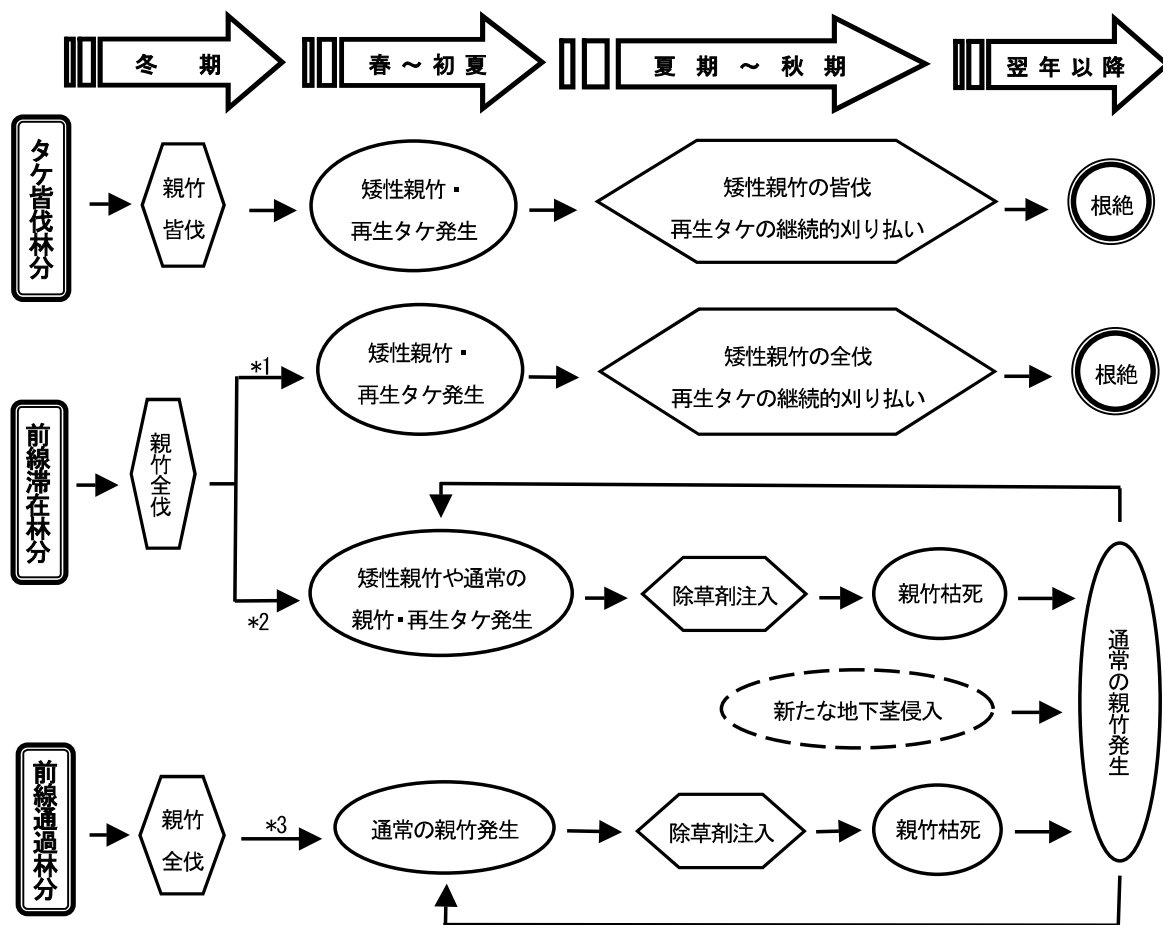 冬 期
春～初夏
夏 期 ～ 秋 期
翌年以降
タケ皆伐林分
親竹
皆伐
矮性親竹・
再生タケ発生
矮性親竹の皆伐
再生タケの継続的刈り払い
根絶
前線滞在林分
親竹全伐
*1
矮性親竹・
再生タケ発生
矮性親竹の全伐
再生タケの継続的刈り払い
根絶
*2
矮性親竹や通常の
親竹・再生タケ発生
除草剤注入
親竹枯死
通常の親竹発生
新たな地下茎侵入
前線通過林分
親竹
全伐
*3
通常の親竹発生
除草剤注入
親竹枯死